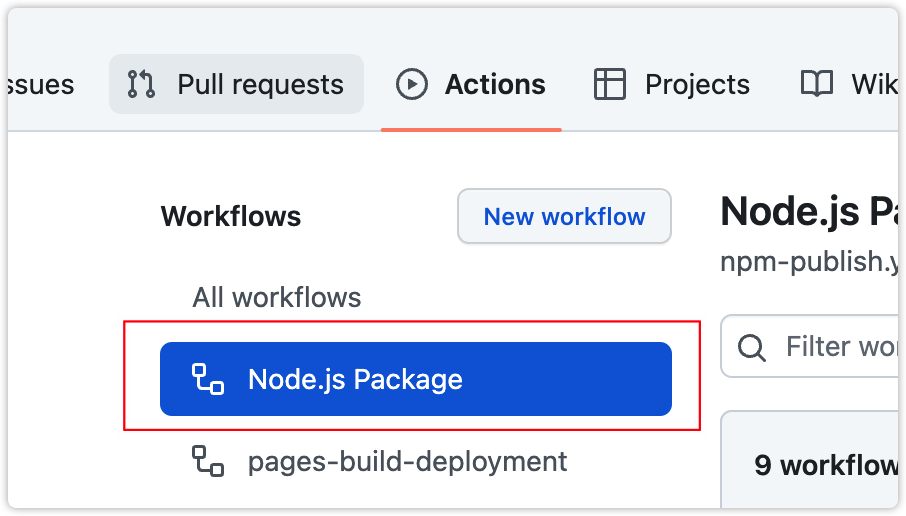 ssues Pull requests Actions Projects Wik
Workflows New workflow
All workflows
Node.js Package
pages-build-deployment
Node.js Pa
npm-publish.y
Filter wor
9 workflow